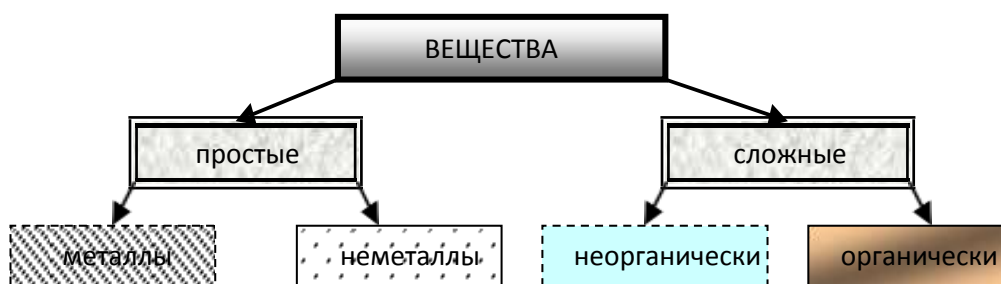 ВЕЩЕСТВА
простые
сложные
металлы
неметаллы
неорганически
органически